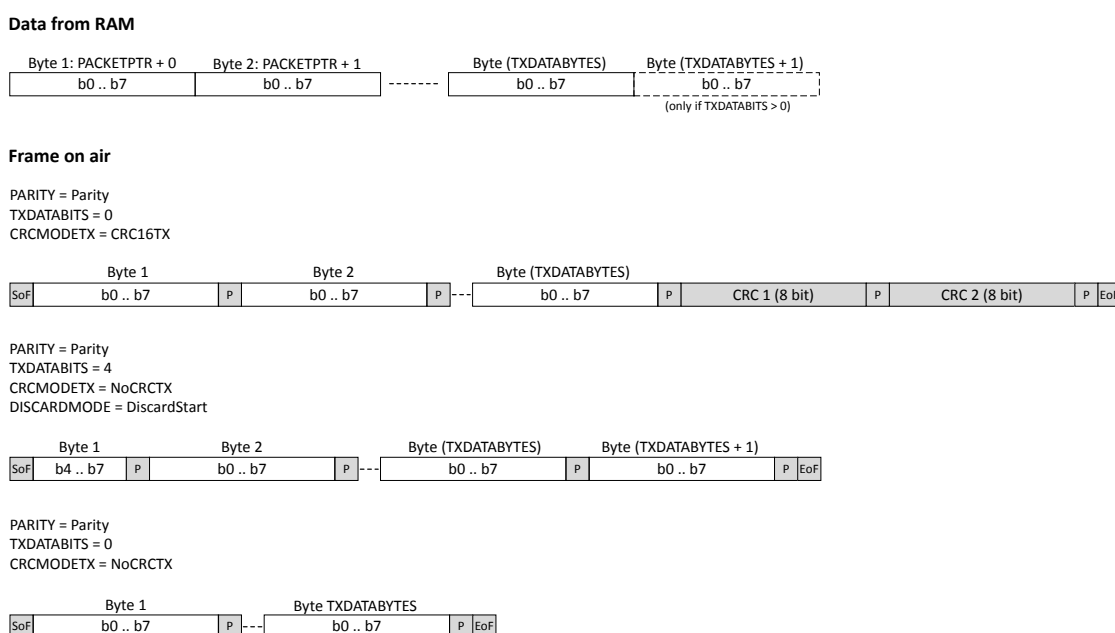 Data from RAM
Byte 1: PACKETPTR + 0 Byte 2: PACKETPTR + 1 Byte (TXDATABYTES) Byte (TXDATABYTES + 1)
b0 .. b7 b0 .. b7 b0 .. b7 b0 .. b7
(only if TXDATABITS > 0)
Frame on air
PARITY = Parity
TXDATABITS = 0
CRCMODETX = CRC16TX
Byte 1 Byte 2 Byte (TXDATABYTES)
SoF b0 .. b7 P b0 .. b7 P b0 .. b7 P CRC 1 (8 bit) P CRC 2 (8 bit) P EoF
PARITY = Parity
TXDATABITS = 4
CRCMODETX = NoCRCTX
DISCARDMODE = DiscardStart
Byte 1 Byte 2 Byte (TXDATABYTES) Byte (TXDATABYTES + 1)
SoF b4 .. b7 P b0 .. b7 P b0 .. b7 P b0 .. b7 P EoF
PARITY = Parity
TXDATABITS = 0
CRCMODETX = NoCRCTX
Byte 1 Byte TXDATABYTES
SoF b0 .. b7 P b0 .. b7 P EoF